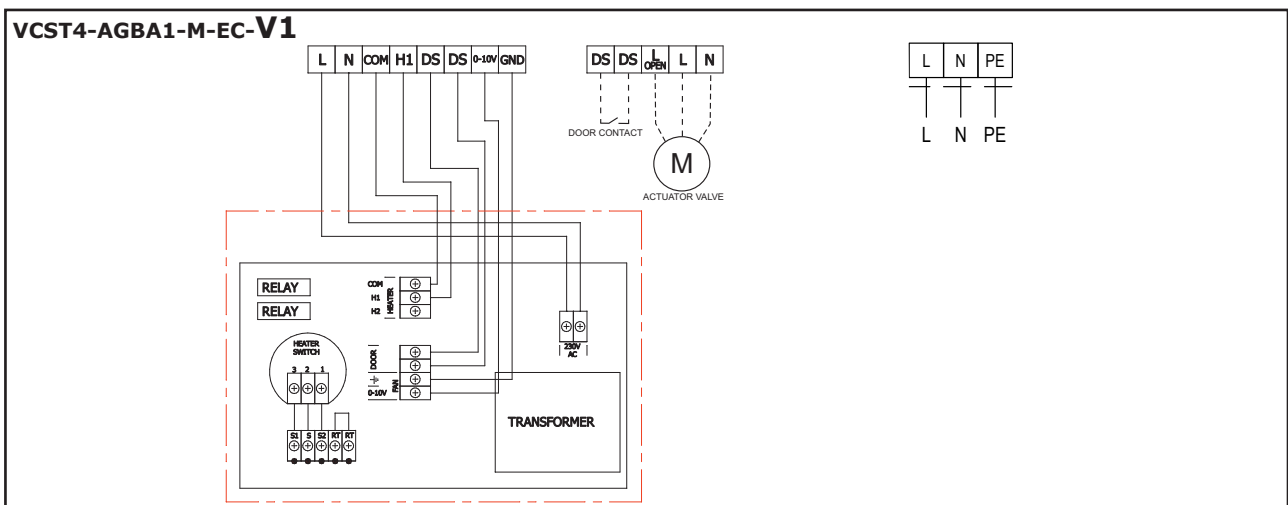 VCST4-AGBA1-M-EC-V1
L N COM H1 DS DS 0-10V GND
DS DS L OPEN L N
L N PE
DOOR CONTACT
M
L N PE
ACTUATOR VALVE
RELAY
COM
H1
H2
HEATER
RELAY
HEATER
SWITCH
3 2 1
DOOR
FAN
0-10V
230V
AC
TRANSFORMER
S1 S S2 RT RT